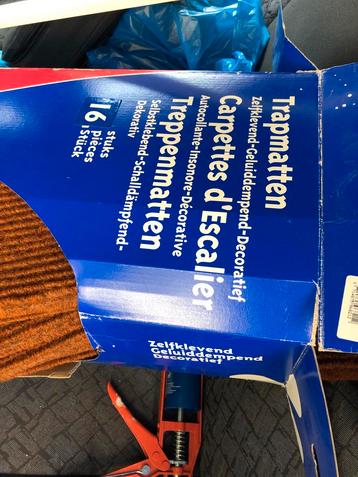 Trapmatten
Zelfklevend-Geluiddempend-Decoratief
Carpettes d'Escalier
Autocollante-Insonore-Décorative
Treppenmatten
Selbstklebend-Schalldämpfend-
Dekorativ
16 stuks
pièces
Stück
Zelfklevend
Geluiddempend
Decoratief